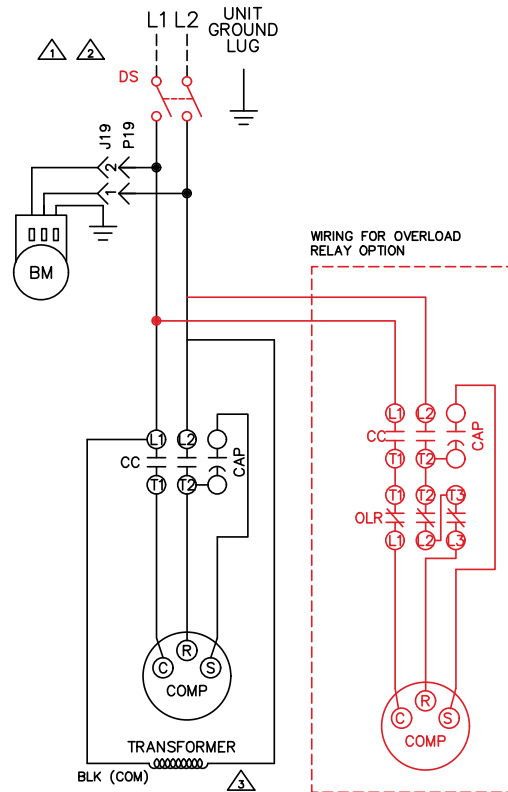 L1 L2
UNIT
GROUND
LUG
1 2
DS
J19
P19
2
1
BM
WIRING FOR OVERLOAD
RELAY OPTION
L1 L2
CC
CAP
T1 T2
C
R
S
COMP
TRANSFORMER
BLK (COM)
3
L1 L2
CC
CAP
T1 T2
T1 T2 T3
OLR
L1 L2 L3
C
R
S
COMP